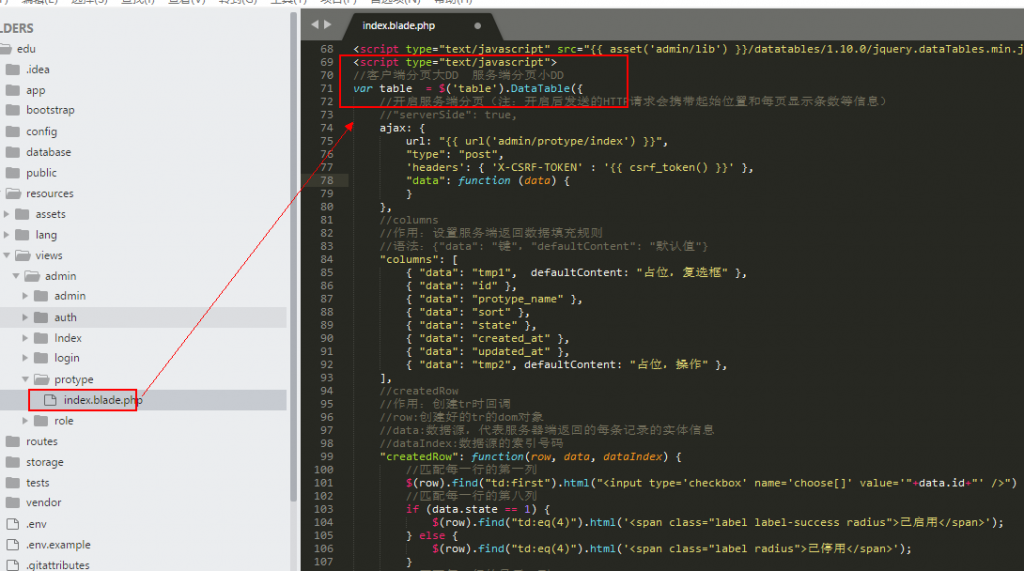 LDERS
edu
.idea
app
bootstrap
config
database
public
resources
assets
lang
views
admin
admin
auth
Index
login
protype
index.blade.php
role
routes
storage
tests
vendor
.env
.env.example
.gitattributes
index.blade.php
68 <script type="text/javascript" src="{{ asset('admin/lib') }}/datatables/1.10.0/jquery.dataTables.min.j
69 <script type="text/javascript">
70 //客户端分页大DD 服务端分页小DD
71 var table = $('table').DataTable({
72 //开启服务端分页（注：开启后发送的HTTP请求会携带起始位置和每页显示条数等信息）
73 //"serverSide": true,
74 ajax: {
75 url: "{{ url('admin/protype/index') }}",
76 "type": "post",
77 'headers': { 'X-CSRF-TOKEN' : '{{ csrf_token() }}' },
78 "data": function (data) {
79 }
80 },
81 //columns
82 //作用：设置服务端返回数据填充规则
83 //语法：{"data": "键", "defaultContent": "默认值"}
84 "columns": [
85 { "data": "tmp1", defaultContent: "占位，复选框" },
86 { "data": "id" },
87 { "data": "protype_name" },
88 { "data": "sort" },
89 { "data": "state" },
90 { "data": "created_at" },
91 { "data": "updated_at" },
92 { "data": "tmp2", defaultContent: "占位，操作" },
93 ],
94 //createdRow
95 //作用：创建tr时回调
96 //row:创建好的tr的dom对象
97 //data:数据源，代表服务器端返回的每条记录的实体信息
98 //dataIndex:数据源的索引号码
99 "createdRow": function(row, data, dataIndex) {
100 //匹配每一行的第一列
101 $(row).find("td:first").html("<input type='checkbox' name='choose[]' value='"+data.id+"' />")
102 //匹配每一行的第八列
103 if (data.state == 1) {
104 $(row).find("td:eq(4)").html('<span class="label label-success radius">已启用</span>');
105 } else {
106 $(row).find("td:eq(4)").html('<span class="label radius">已停用</span>');
107 }